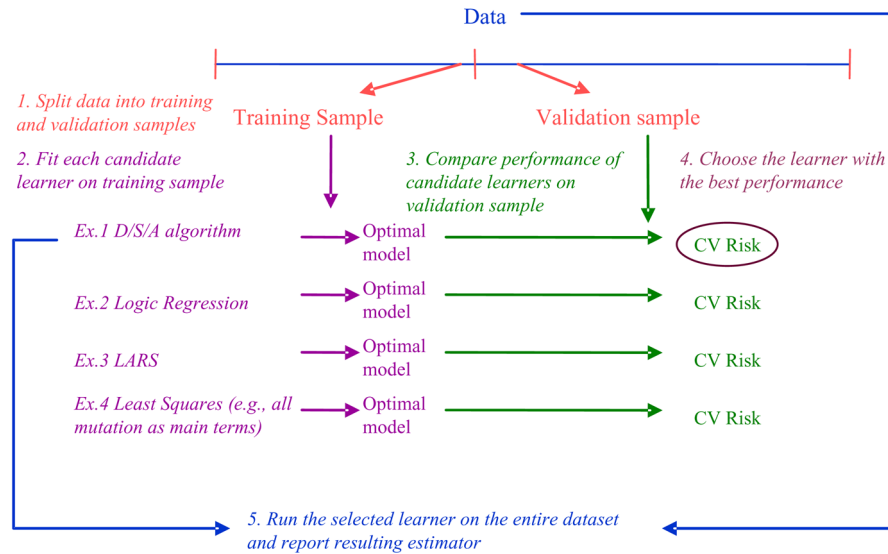 Data
1. Split data into training
and validation samples
Training Sample
Validation sample
2. Fit each candidate
learner on training sample
3. Compare performance of
candidate learners on
validation sample
4. Choose the learner with
the best performance
Ex.1 D/S/A algorithm
Optimal
model
CV Risk
Ex.2 Logic Regression
Optimal
model
CV Risk
Ex.3 LARS
Optimal
model
CV Risk
Ex.4 Least Squares (e.g., all
mutation as main terms)
Optimal
model
CV Risk
5. Run the selected learner on the entire dataset
and report resulting estimator